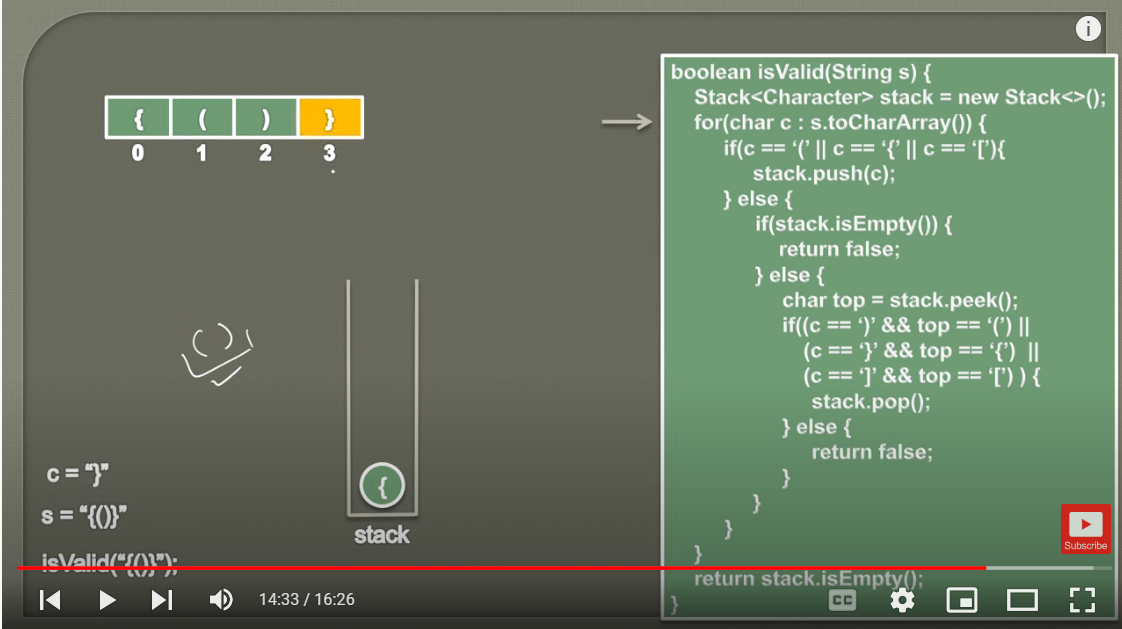 { ( ) }
0 1 2 3
c = “}”
s = “{()}”
isValid(“{()}”);
{
stack
boolean isValid(String s) {
Stack<Character> stack = new Stack<>();
for(char c : s.toCharArray()) {
if(c == ‘(’ || c == ‘{’ || c == ‘[’){
stack.push(c);
} else {
if(stack.isEmpty()) {
return false;
} else {
char top = stack.peek();
if((c == ‘)’ && top == ‘(’) ||
(c == ‘}’ && top == ‘{’) ||
(c == ‘]’ && top == ‘[’) ) {
stack.pop();
} else {
return false;
}
}
}
}
return stack.isEmpty();
}
Subscribe
14:33 / 16:26
CC
i